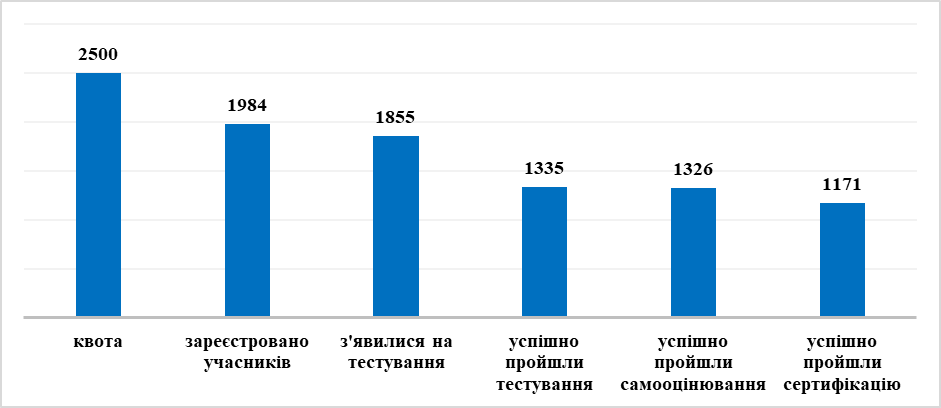 2500
1984
1855
1335
1326
1171
квота
зареєстровано
учасників
з'явилися на
тестування
успішно
пройшли
тестування
успішно
пройшли
самооцінювання
успішно
пройшли
сертифікацію